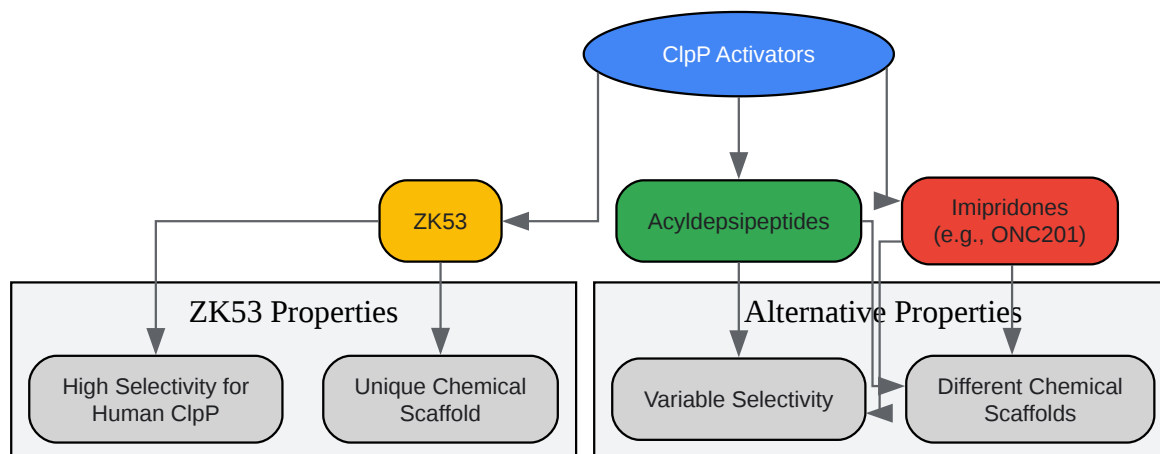 ClpP Activators
ZK53
Acyldepsipeptides
Imipridones
(e.g., ONC201)
ZK53 Properties
Alternative Properties
High Selectivity for
Human ClpP
Unique Chemical
Scaffold
Variable Selectivity
Different Chemical
Scaffolds